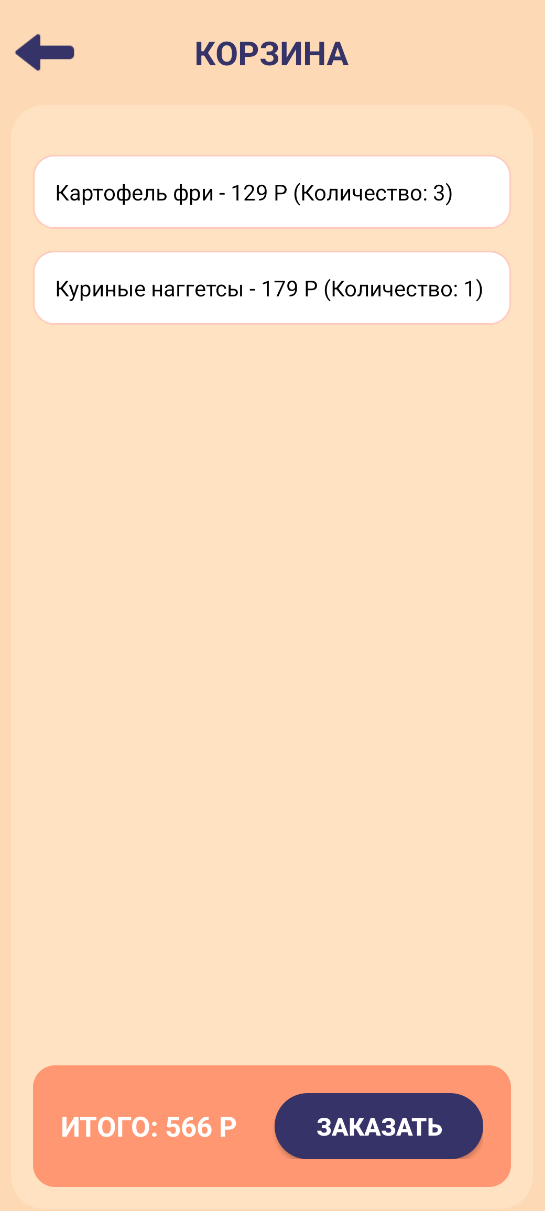 КОРЗИНА
Картофель фри - 129 Р (Количество: 3)
Куриные наггетсы - 179 Р (Количество: 1)
ИТОГО: 566 Р
ЗАКАЗАТЬ